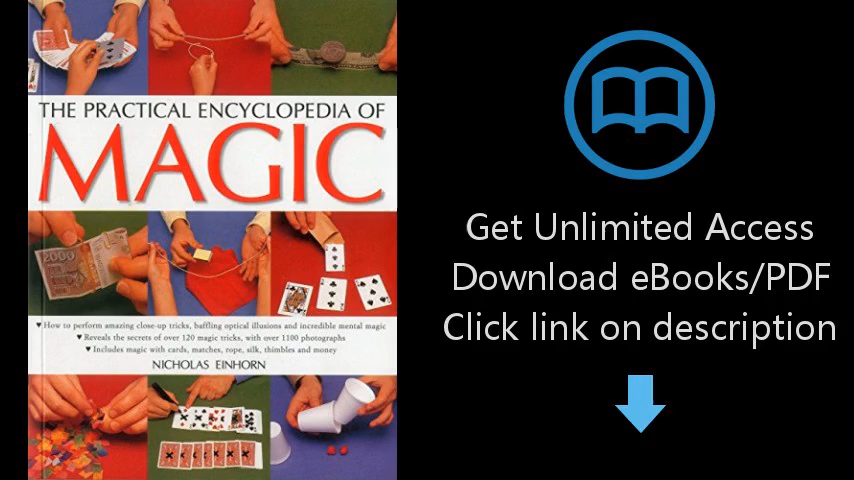 THE PRACTICAL ENCYCLOPEDIA OF
MAGIC
2000
♥ How to perform amazing close-up tricks, baffling optical illusions and incredible mental magic
♥ Reveals the secrets of over 120 magic tricks, with over 1100 photographs
♥ Includes magic with cards, matches, rope, silk, thimbles and money
NICHOLAS EINHORN
Get Unlimited Access
Download eBooks/PDF
Click link on description